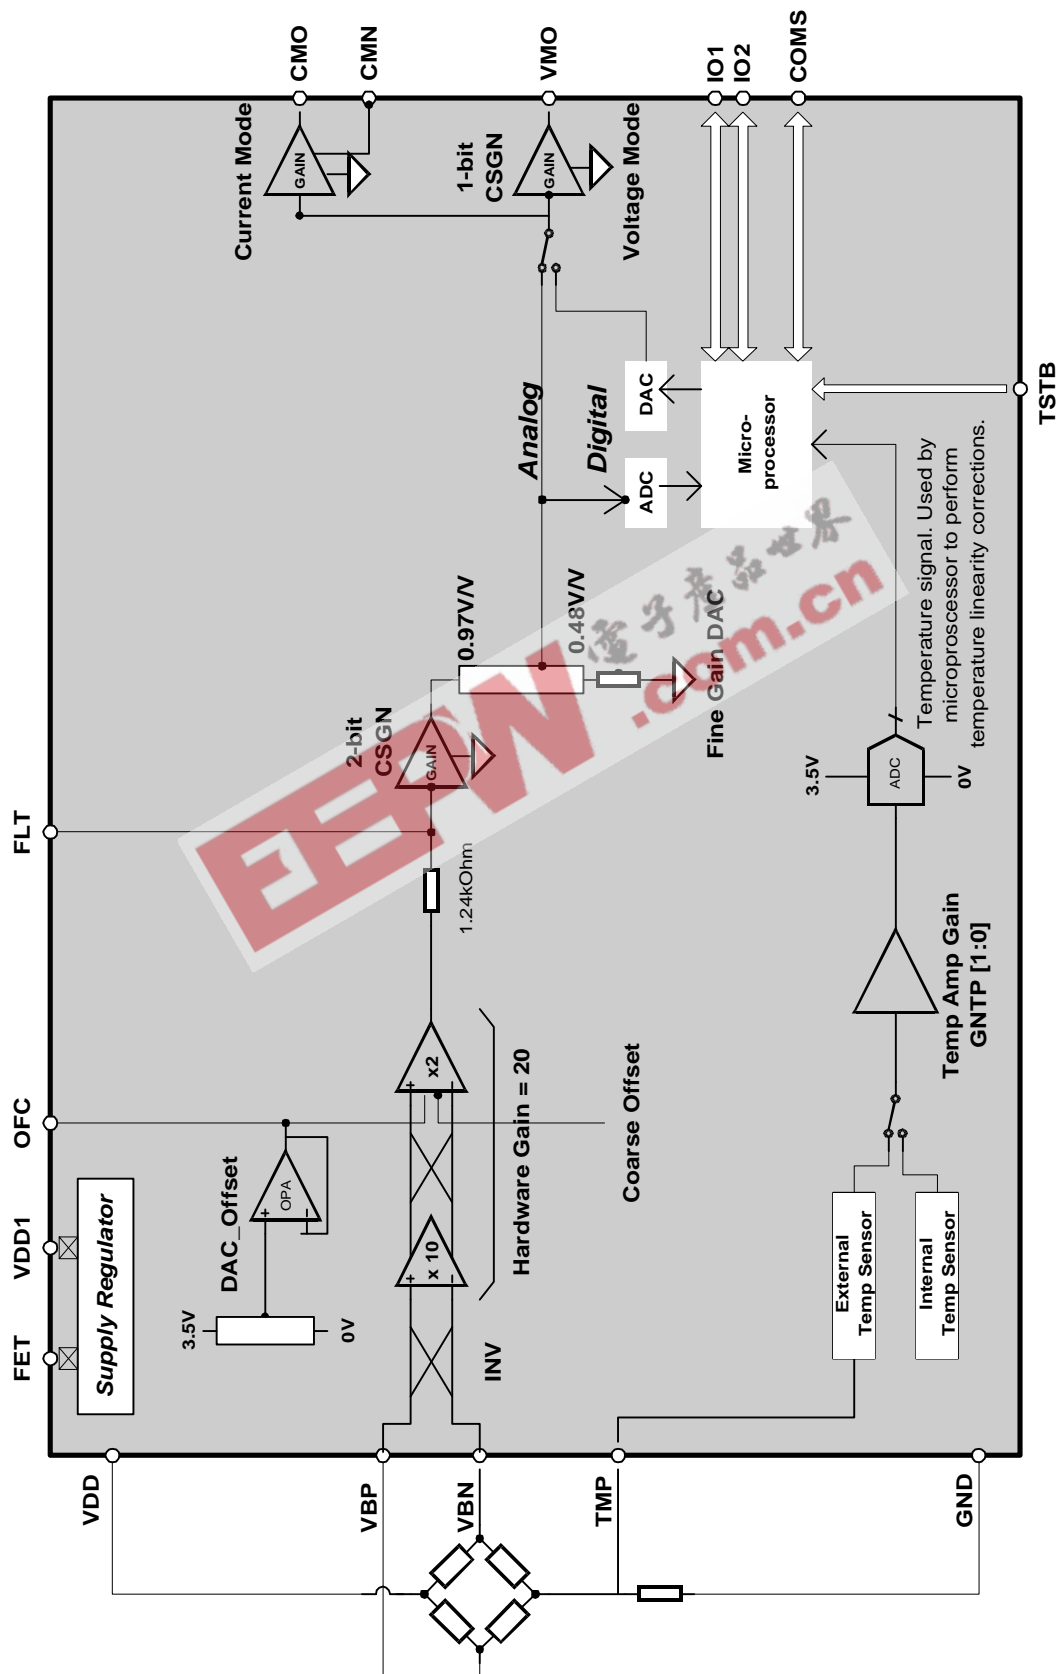 FET
VDD1
OFC
FLT
CMO
CMN
VMO
IO1
IO2
COMS
Supply Regulator
3.5V
0V
DAC_Offset
OPA
+
−
INV
+
−
x 10
+
−
x2
Hardware Gain = 20
Coarse Offset
1.24kOhm
2-bit
CSGN
GAIN
0.97V/V
0.48V/V
Fine Gain DAC
Analog
Digital
ADC
DAC
Micro-
processor
Current Mode
GAIN
1-bit
CSGN
GAIN
Voltage Mode
External
Temp Sensor
Internal
Temp Sensor
Temp Amp Gain
GNTP [1:0]
3.5V
ADC
0V
Temperature signal. Used by
microproscessor to perform
temperature linearity corrections.
VDD
VBP
VBN
TMP
GND
TSTB
EEPW
電子産品世界
.com.cn